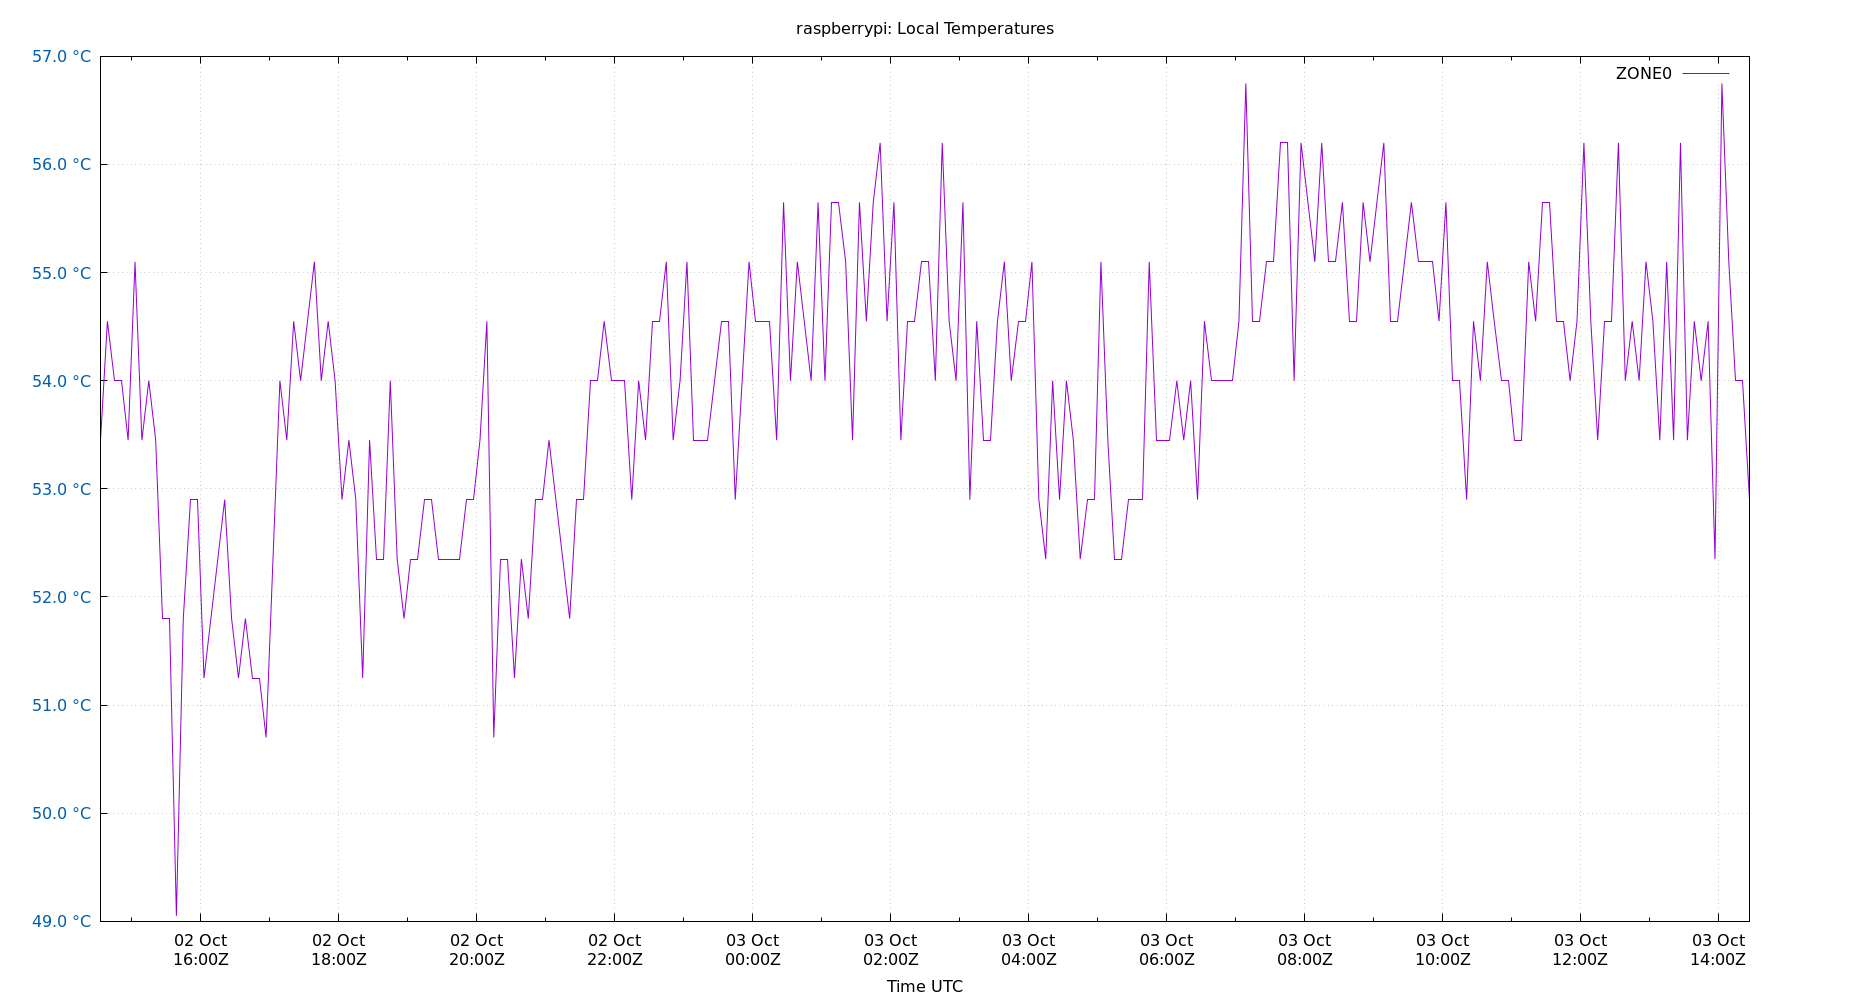 raspberrypi: Local Temperatures
57.0 °C
56.0 °C
55.0 °C
54.0 °C
53.0 °C
52.0 °C
51.0 °C
50.0 °C
49.0 °C
ZONE0
02 Oct
16:00Z
02 Oct
18:00Z
02 Oct
20:00Z
02 Oct
22:00Z
03 Oct
00:00Z
03 Oct
02:00Z
03 Oct
04:00Z
03 Oct
06:00Z
03 Oct
08:00Z
03 Oct
10:00Z
03 Oct
12:00Z
03 Oct
14:00Z
Time UTC